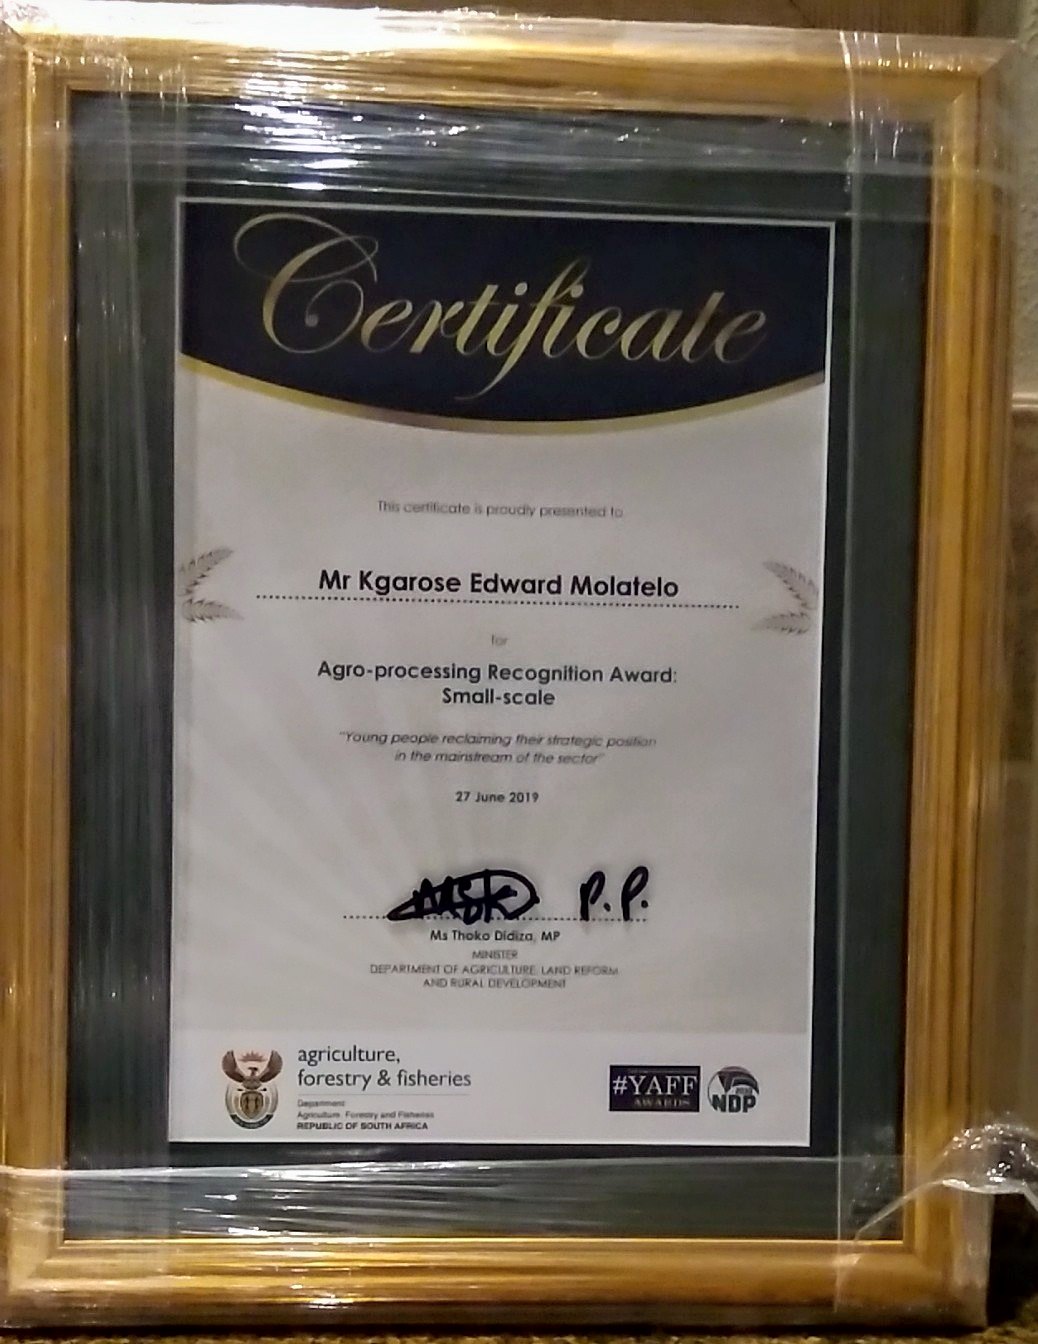 Certificate
This certificate is proudly presented to
Mr Kgarose Edward Molatelo
for
Agro-processing Recognition Award:
Small-scale
"Young people reclaiming their strategic position
in the mainstream of the sector"
27 June 2019
P.P.
Ms Thoko Didiza, MP
MINISTER
DEPARTMENT OF AGRICULTURE, LAND REFORM
AND RURAL DEVELOPMENT
agriculture,
forestry & fisheries
Department:
Agriculture, Forestry and Fisheries
REPUBLIC OF SOUTH AFRICA
#YAFF
AWARDS
2030
NDP